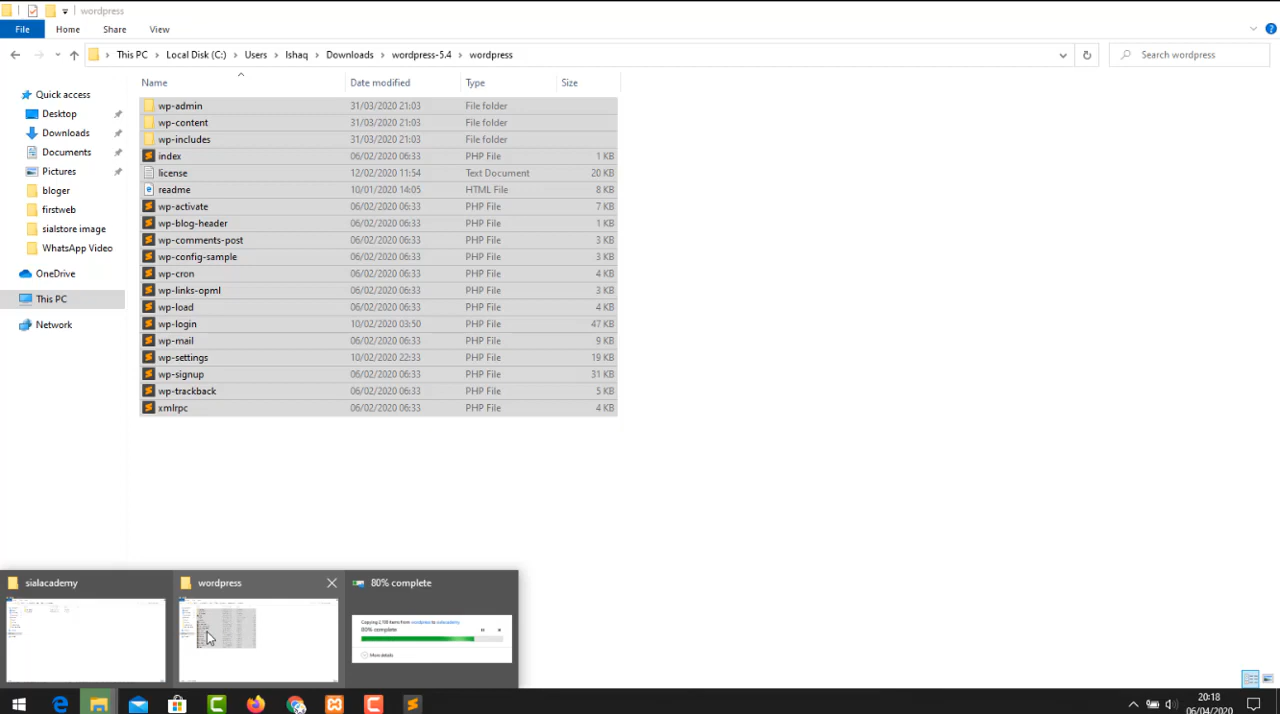 wordpress
File Home Share View
This PC Local Disk (C:) Users Ishaq Downloads wordpress-5.4 wordpress
Search wordpress
Name Date modified Type Size
Quick access
Desktop
Downloads
Documents
Pictures
bloger
firstweb
sialstore image
WhatsApp Video
OneDrive
This PC
Network
wp-admin 31/03/2020 21:03 File folder
wp-content 31/03/2020 21:03 File folder
wp-includes 31/03/2020 21:03 File folder
index 06/02/2020 06:33 PHP File 1 KB
license 12/02/2020 11:54 Text Document 20 KB
readme 10/01/2020 14:05 HTML File 8 KB
wp-activate 06/02/2020 06:33 PHP File 7 KB
wp-blog-header 06/02/2020 06:33 PHP File 1 KB
wp-comments-post 06/02/2020 06:33 PHP File 3 KB
wp-config-sample 06/02/2020 06:33 PHP File 3 KB
wp-cron 06/02/2020 06:33 PHP File 4 KB
wp-links-opml 06/02/2020 06:33 PHP File 3 KB
wp-load 06/02/2020 06:33 PHP File 4 KB
wp-login 10/02/2020 03:50 PHP File 47 KB
wp-mail 06/02/2020 06:33 PHP File 9 KB
wp-settings 10/02/2020 22:33 PHP File 19 KB
wp-signup 06/02/2020 06:33 PHP File 31 KB
wp-trackback 06/02/2020 06:33 PHP File 5 KB
xmlrpc 06/02/2020 06:33 PHP File 4 KB
sialacademy wordpress 80% complete
80% complete
More details
20:18
06/04/2020